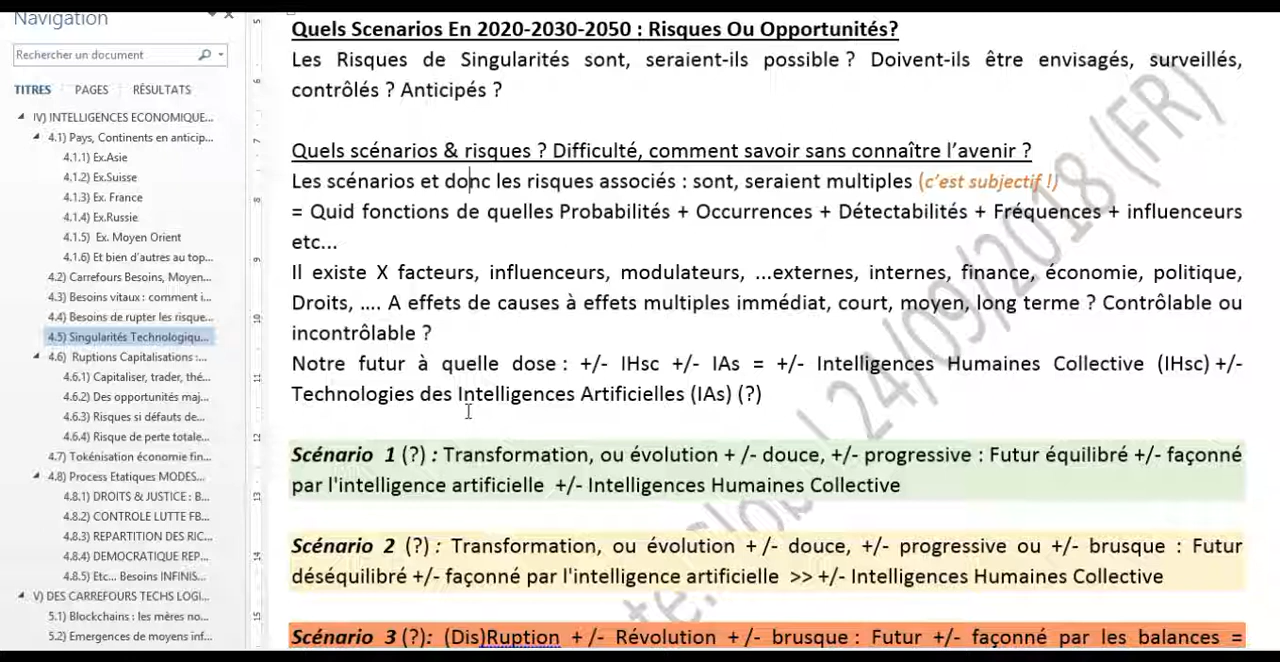 Navigation
Rechercher un document
TITRES PAGES RÉSULTATS
IV) INTELLIGENCES ECONOMIQUE...
4.1) Pays, Continents en anticip...
4.1.1) Ex.Asie
4.1.2) Ex.Suisse
4.1.3) Ex. France
4.1.4) Ex.Russie
4.1.5) Ex. Moyen Orient
4.1.6) Et bien d'autres au top...
4.2) Carrefours Besoins, Moyen...
4.3) Besoins vitaux : comment i...
4.4) Besoins de rupter les risque...
4.5) Singularités Technologiqu...
4.6) Ruptions Capitalisations :...
4.6.1) Capitaliser, trader, thé...
4.6.2) Des opportunités maj...
4.6.3) Risques si défauts de...
4.6.4) Risque de perte totale...
4.7) Tokénisation économie fin...
4.8) Process Etatiques MODES...
4.8.1) DROITS & JUSTICE : B...
4.8.2) CONTROLE LUTTE FB...
4.8.3) REPARTITION DES RIC...
4.8.4) DEMOCRATIQUE REP...
4.8.5) Etc... Besoins INFINIS...
V) DES CARREFOURS TECHS LOGI...
5.1) Blockchains : les mères no...
5.2) Emergences de moyens inf...
5
6
7
8
9
10
11
12
13
14
15
Quels Scenarios En 2020-2030-2050 : Risques Ou Opportunités?
Les Risques de Singularités sont, seraient-ils possible ? Doivent-ils être envisagés, surveillés,
contrôlés ? Anticipés ?
Quels scénarios & risques ? Difficulté, comment savoir sans connaître l'avenir ?
Les scénarios et donc les risques associés : sont, seraient multiples (c'est subjectif !)
= Quid fonctions de quelles Probabilités + Occurrences + Détectabilités + Fréquences + influenceurs
etc...
Il existe X facteurs, influenceurs, modulateurs, ...externes, internes, finance, économie, politique,
Droits, .... A effets de causes à effets multiples immédiat, court, moyen, long terme ? Contrôlable ou
incontrôlable ?
Notre futur à quelle dose : +/- IHsc +/- IAs = +/- Intelligences Humaines Collective (IHsc) +/-
Technologies des Intelligences Artificielles (IAs) (?)
Scénario 1 (?) : Transformation, ou évolution + /- douce, +/- progressive : Futur équilibré +/- façonné
par l'intelligence artificielle +/- Intelligences Humaines Collective
Scénario 2 (?) : Transformation, ou évolution + /- douce, +/- progressive ou +/- brusque : Futur
déséquilibré +/- façonné par l'intelligence artificielle >> +/- Intelligences Humaines Collective
Scénario 3 (?): (Dis)Ruption + /- Révolution + /- brusque : Futur +/- façonné par les balances =
24/09/2018 (FR)